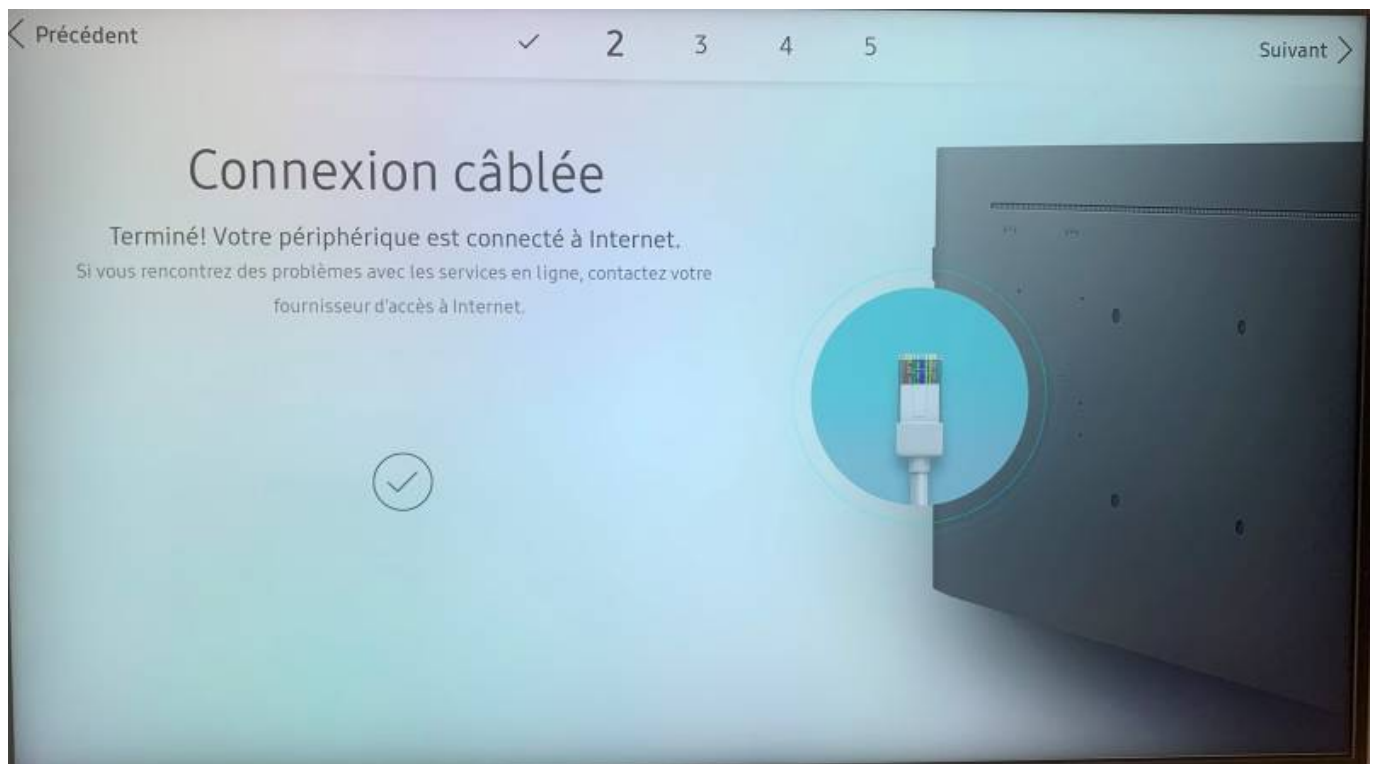 Précédent
2
3
4
5
Suivant
Connexion câblée
Terminé! Votre périphérique est connecté à Internet.
Si vous rencontrez des problèmes avec les services en ligne, contactez votre
fournisseur d'accès à Internet.